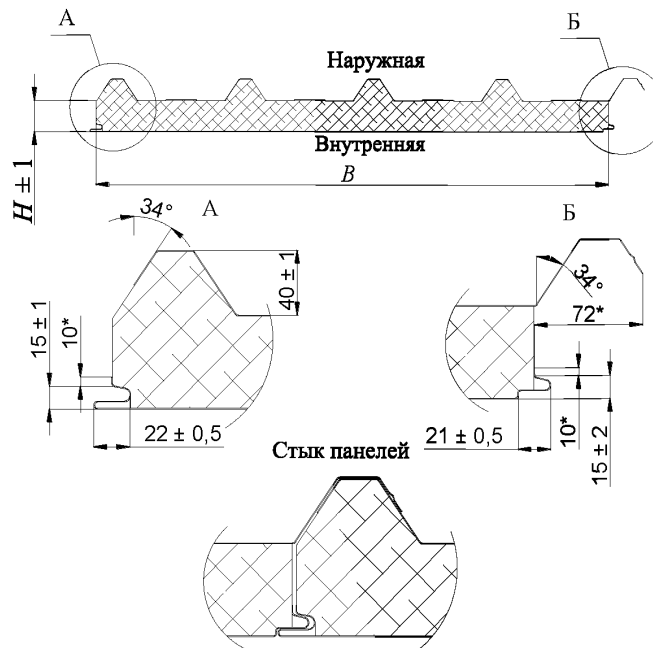 А
Б
Наружная
Внутренняя
H ± 1
B
А
Б
34°
40 ± 1
15 ± 1
10*
22 ± 0,5
34°
72*
21 ± 0,5
10*
15 ± 2
Стык панелей